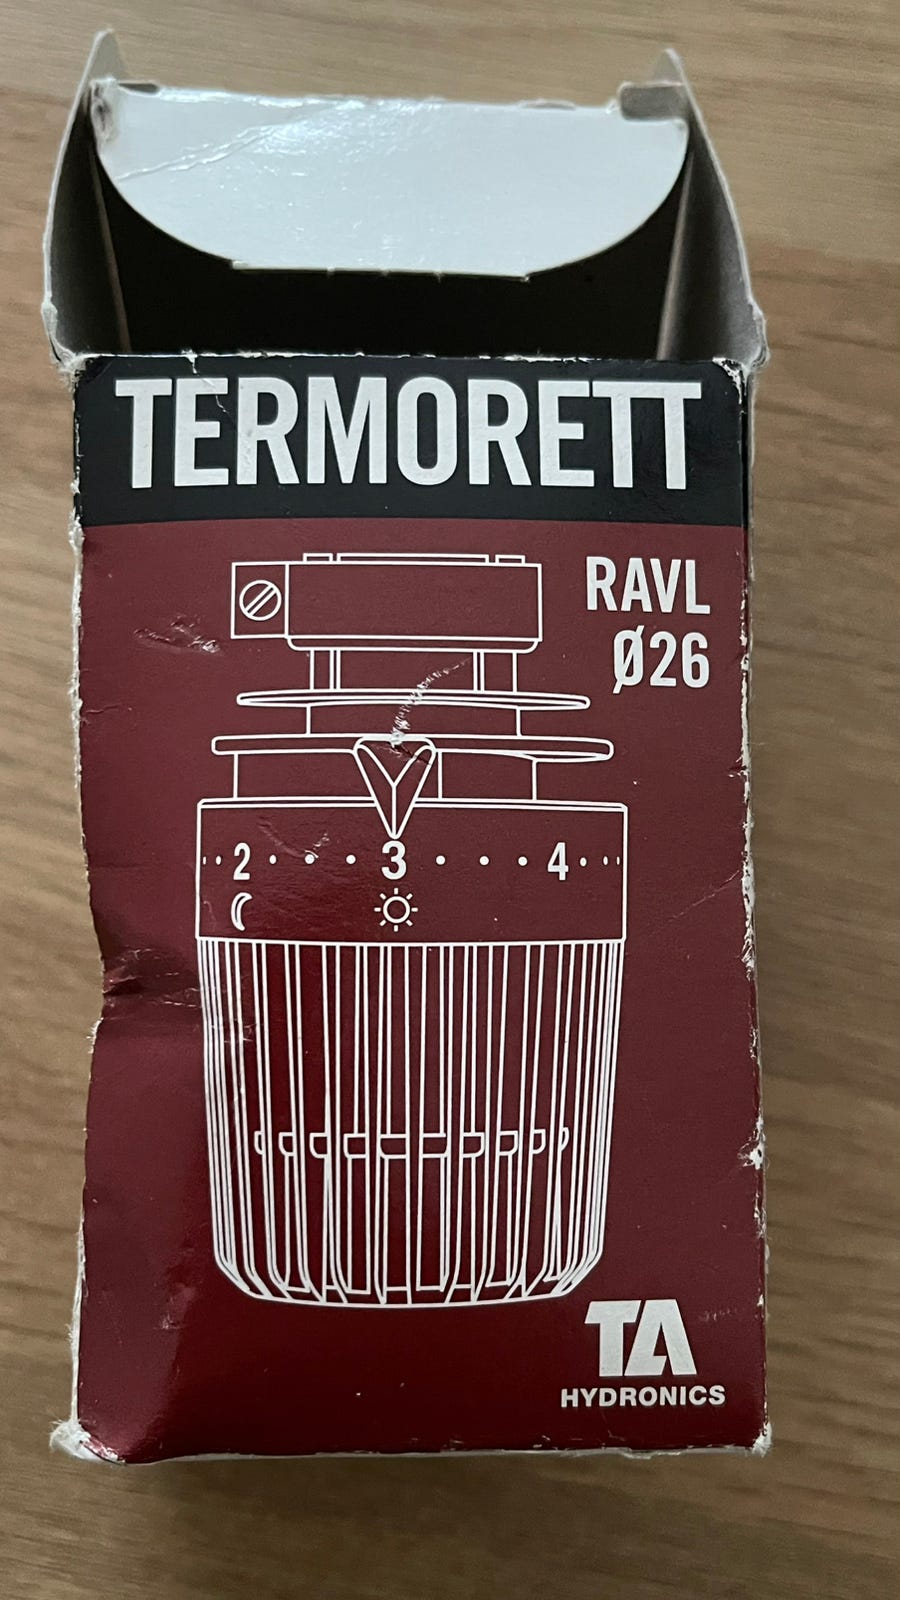 TERMORETT
RAVL
Ø26
2 3 4
TA
HYDRONICS